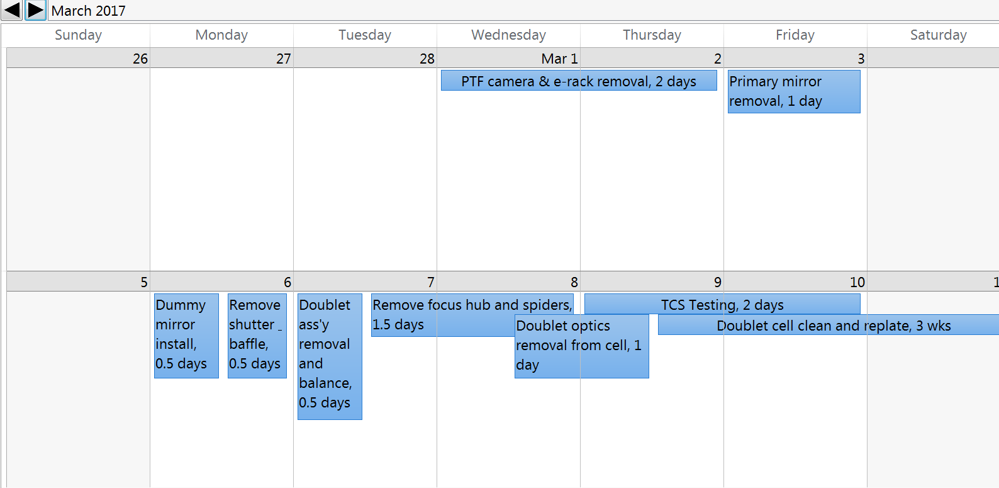 March 2017
Sunday Monday Tuesday Wednesday Thursday Friday Saturday
26 27 28 Mar 1 2 3
PTF camera & e-rack removal, 2 days
Primary mirror
removal, 1 day
5 6 7 8 9 10 1
Dummy
mirror
install,
0.5 days
Remove
shutter _
baffle,
0.5 days
Doublet
ass'y
removal
and
balance,
0.5 days
Remove focus hub and spiders,
1.5 days
Doublet optics
removal from cell, 1
day
TCS Testing, 2 days
Doublet cell clean and replate, 3 wks